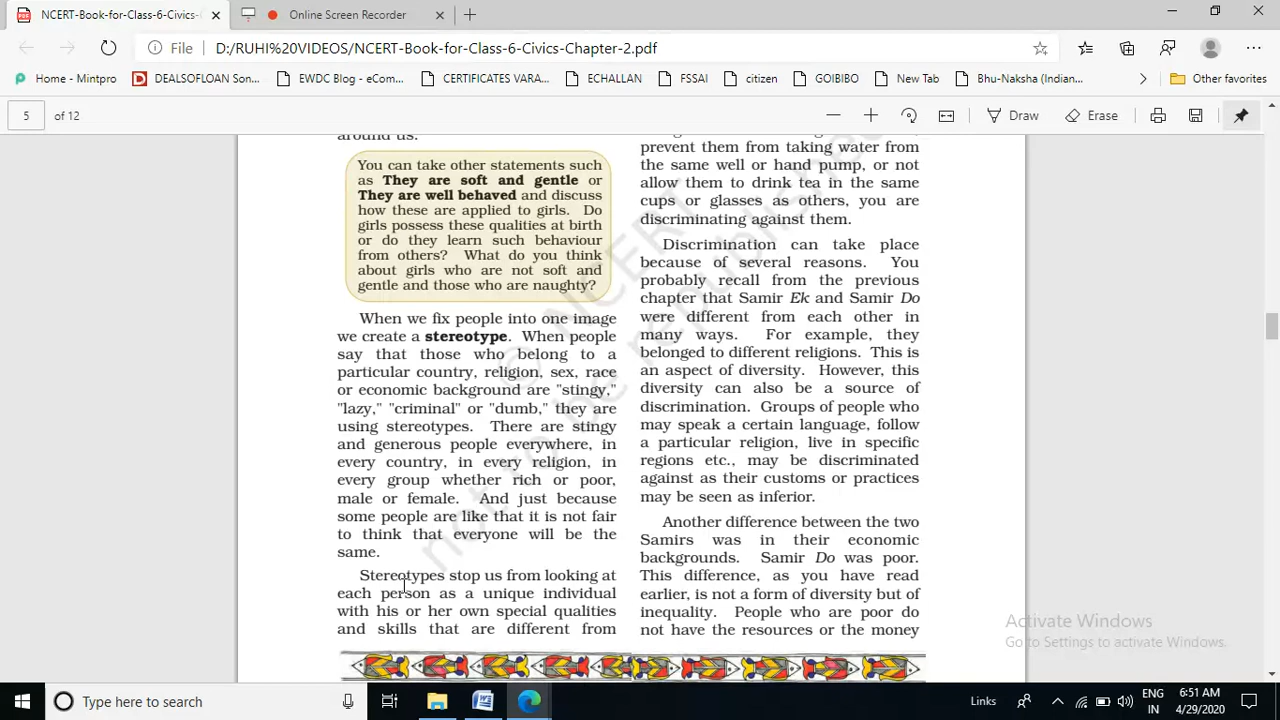 NCERT-Book-for-Class-6-Civics-
Online Screen Recorder
File
D:/RUHI%20VIDEOS/NCERT-Book-for-Class-6-Civics-Chapter-2.pdf
Home - Mintpro
DEALSOFLOAN Son...
EWDC Blog - eCom...
CERTIFICATES VARA...
ECHALLAN
FSSAI
citizen
GOIBIBO
New Tab
Bhu-Naksha (Indian...
Other favorites
5 of 12
Draw
Erase
around us.
You can take other statements such
as They are soft and gentle or
They are well behaved and discuss
how these are applied to girls. Do
girls possess these qualities at birth
or do they learn such behaviour
from others? What do you think
about girls who are not soft and
gentle and those who are naughty?
When we fix people into one image
we create a stereotype. When people
say that those who belong to a
particular country, religion, sex, race
or economic background are "stingy,"
"lazy," "criminal" or "dumb," they are
using stereotypes. There are stingy
and generous people everywhere, in
every country, in every religion, in
every group whether rich or poor,
male or female. And just because
some people are like that it is not fair
to think that everyone will be the
same.
Stereotypes stop us from looking at
each person as a unique individual
with his or her own special qualities
and skills that are different from
prevent them from taking water from
the same well or hand pump, or not
allow them to drink tea in the same
cups or glasses as others, you are
discriminating against them.
Discrimination can take place
because of several reasons. You
probably recall from the previous
chapter that Samir Ek and Samir Do
were different from each other in
many ways. For example, they
belonged to different religions. This is
an aspect of diversity. However, this
diversity can also be a source of
discrimination. Groups of people who
may speak a certain language, follow
a particular religion, live in specific
regions etc., may be discriminated
against as their customs or practices
may be seen as inferior.
Another difference between the two
Samirs was in their economic
backgrounds. Samir Do was poor.
This difference, as you have read
earlier, is not a form of diversity but of
inequality. People who are poor do
not have the resources or the money
© NCERT
not to be republished
Activate Windows
Go to Settings to activate Windows.
Type here to search
Links
ENG
IN
6:51 AM
4/29/2020